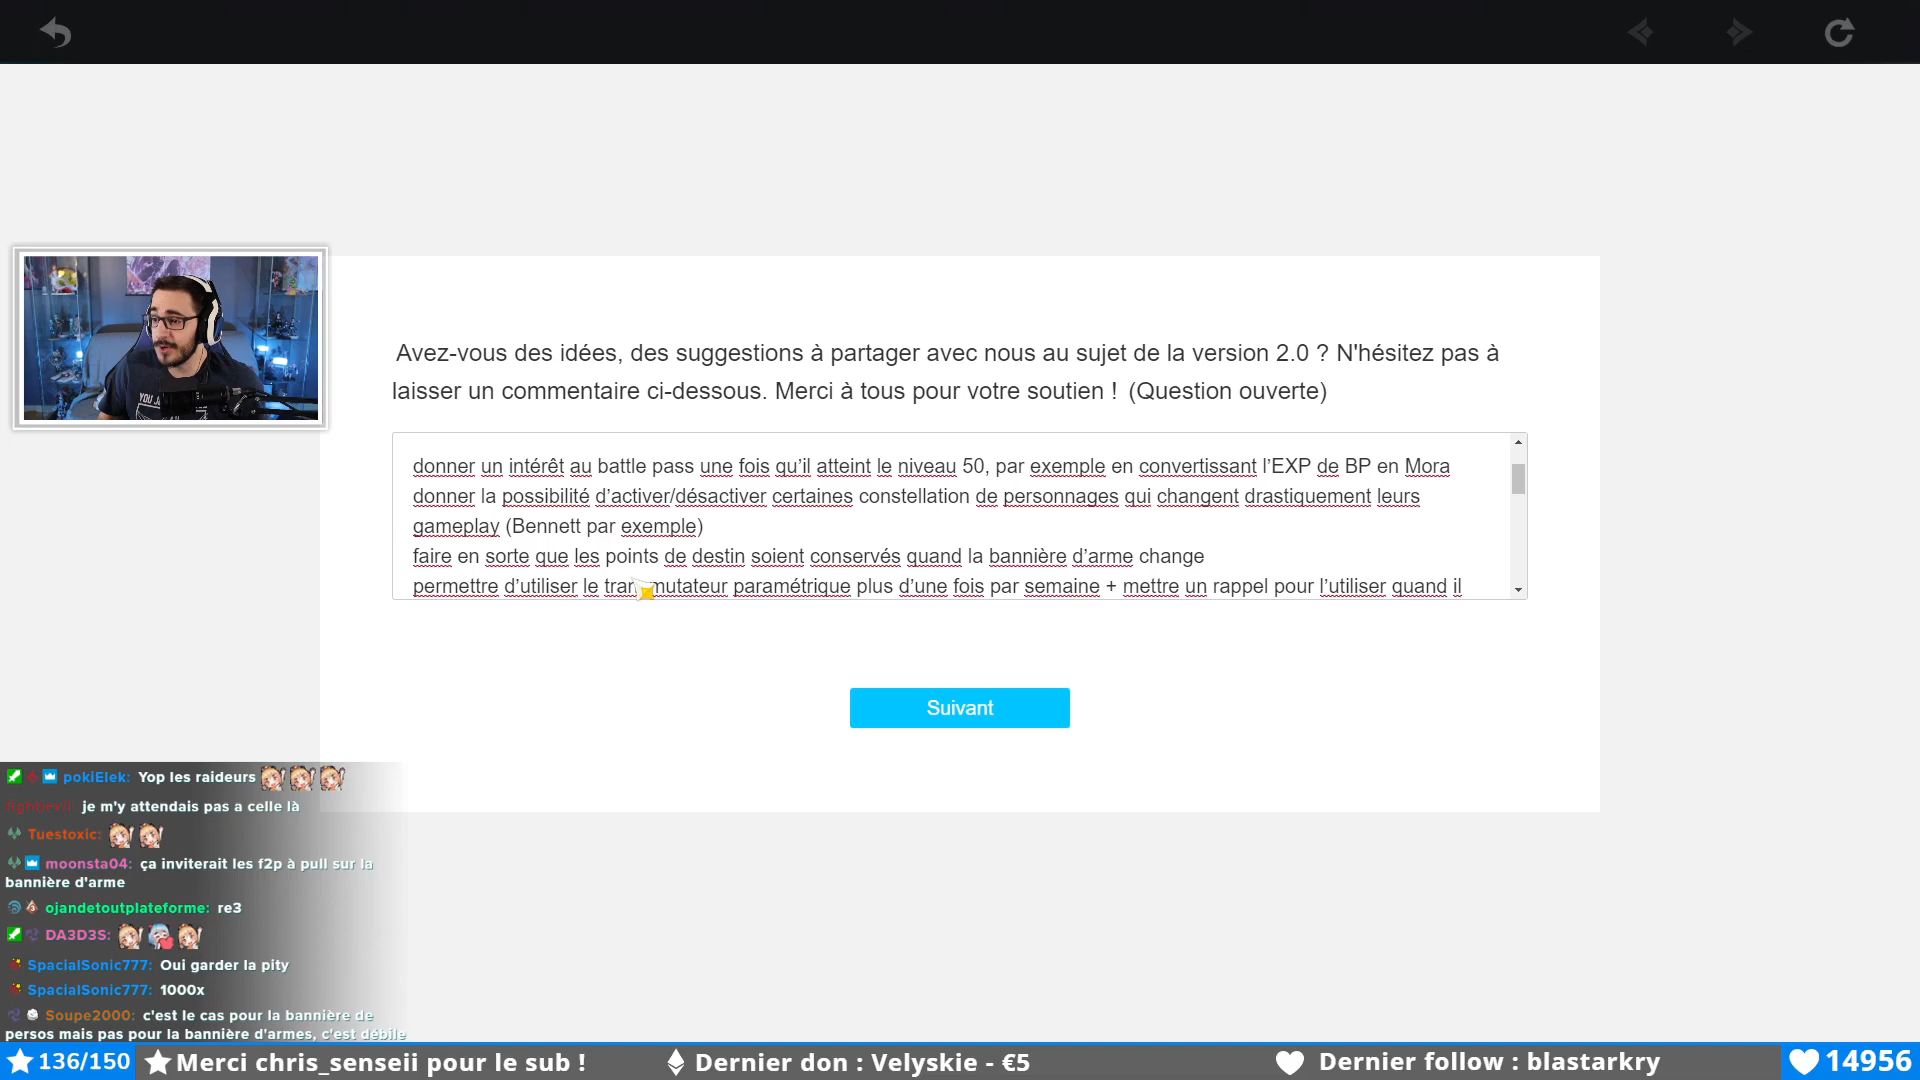 Avez-vous des idées, des suggestions à partager avec nous au sujet de la version 2.0 ? N'hésitez pas à
laisser un commentaire ci-dessous. Merci à tous pour votre soutien ! (Question ouverte)
donner un intérêt au battle pass une fois qu’il atteint le niveau 50, par exemple en convertissant l’EXP de BP en Mora
donner la possibilité d’activer/désactiver certaines constellation de personnages qui changent drastiquement leurs
gameplay (Bennett par exemple)
faire en sorte que les points de destin soient conservés quand la bannière d’arme change
permettre d’utiliser le transmutateur paramétrique plus d’une fois par semaine + mettre un rappel pour l’utiliser quand il
Suivant
pokiElek: Yop les raideurs
je m'y attendais pas a celle là
Tuestoxic:
moonsta04: ça inviterait les f2p à pull sur la
bannière d'arme
ojandetoutplateforme: re3
DA3D3S:
SpacialSonic777: Oui garder la pity
SpacialSonic777: 1000x
Soupe2000: c'est le cas pour la bannière de
persos mais pas pour la bannière d'armes, c'est débile
136/150 Merci chris_senseii pour le sub ! Dernier don : Velyskie - €5 Dernier follow : blastarkry 14956